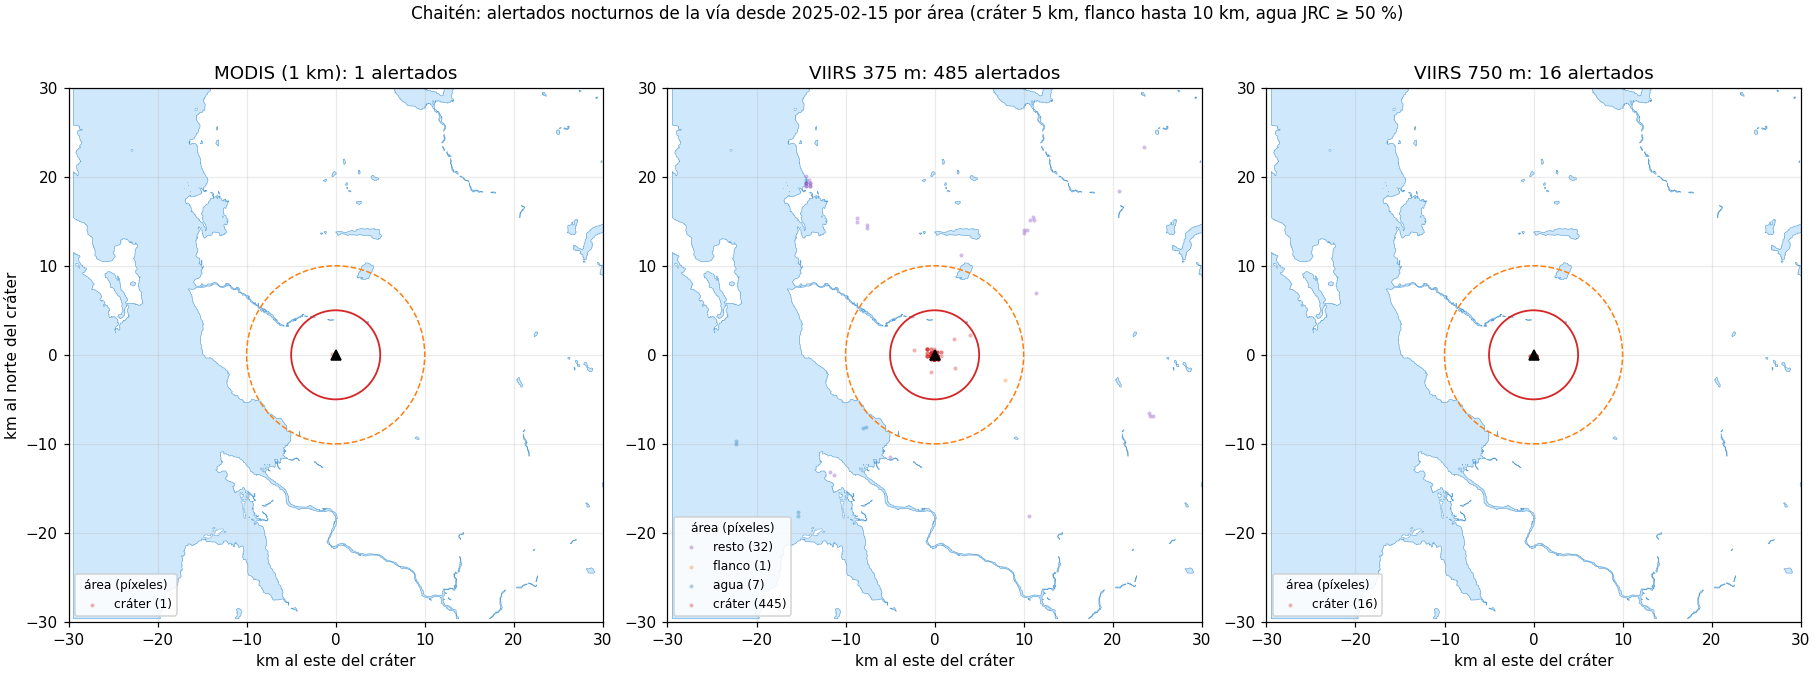 Chaitén: alertados nocturnos de la vía desde 2025-02-15 por área (cráter 5 km, flanco hasta 10 km, agua JRC ≥ 50 %)
MODIS (1 km): 1 alertados
30
20
10
0
−10
−20
−30
km al norte del cráter
área (píxeles)
cráter (1)
−30 −20 −10 0 10 20 30
km al este del cráter
VIIRS 375 m: 485 alertados
30
20
10
0
−10
−20
−30
área (píxeles)
resto (32)
flanco (1)
agua (7)
cráter (445)
−30 −20 −10 0 10 20 30
km al este del cráter
VIIRS 750 m: 16 alertados
30
20
10
0
−10
−20
−30
área (píxeles)
cráter (16)
−30 −20 −10 0 10 20 30
km al este del cráter